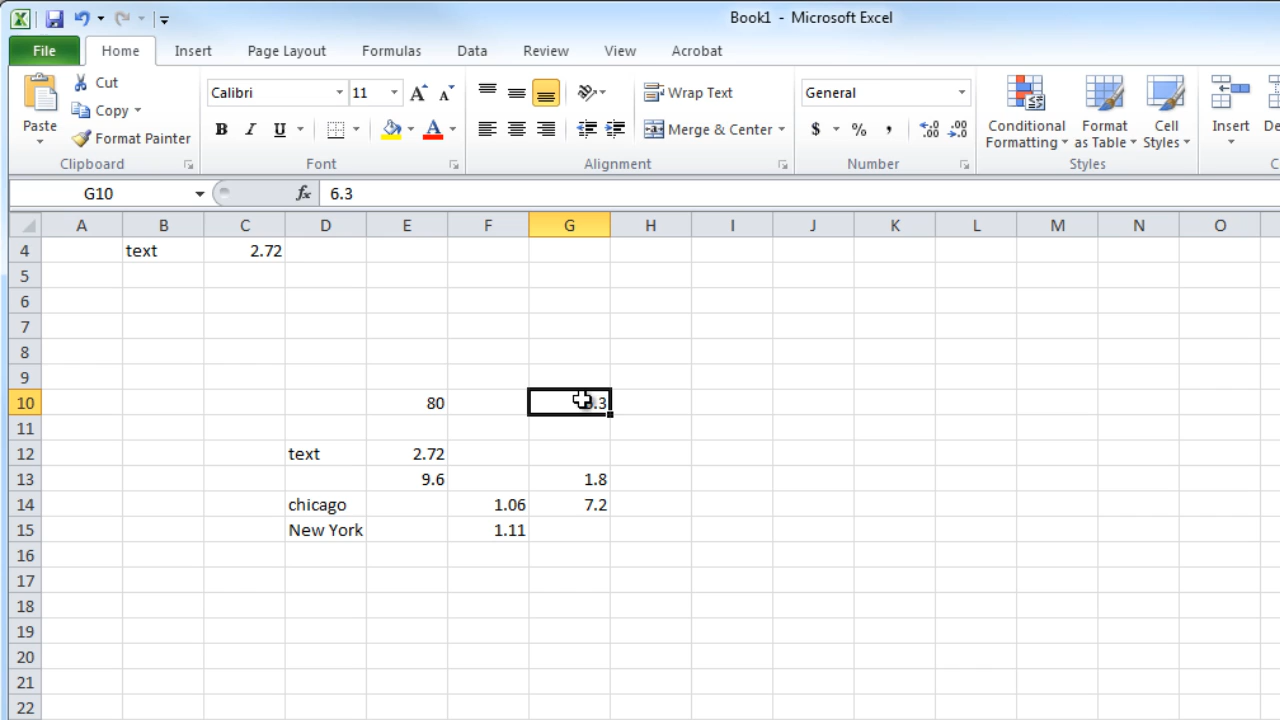 Book1 - Microsoft Excel
File Home Insert Page Layout Formulas Data Review View Acrobat
Paste
Cut
Copy
Format Painter
Clipboard
Calibri 11 A A
B I U A
Font
Wrap Text
Merge & Center
Alignment
General
$ % , .00 .0 .00
Number
Conditional Formatting
Format as Table
Cell Styles
Styles
Insert
G10 fx 6.3
A B C D E F G H I J K L M N O
4 text 2.72
5
6
7
8
9
10 80 .3
11
12 text 2.72
13 9.6 1.8
14 chicago 1.06 7.2
15 New York 1.11
16
17
18
19
20
21
22